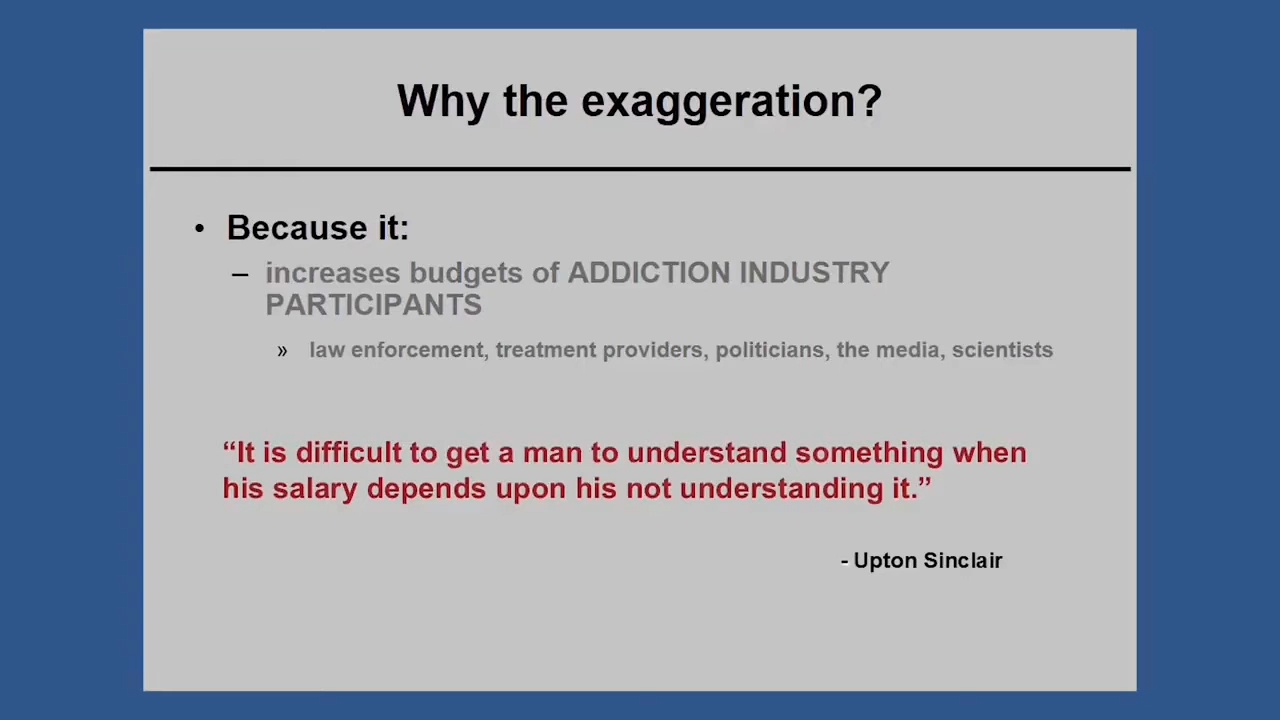 Why the exaggeration?
• Because it:
– increases budgets of ADDICTION INDUSTRY
PARTICIPANTS
» law enforcement, treatment providers, politicians, the media, scientists
“It is difficult to get a man to understand something when
his salary depends upon his not understanding it.”
- Upton Sinclair